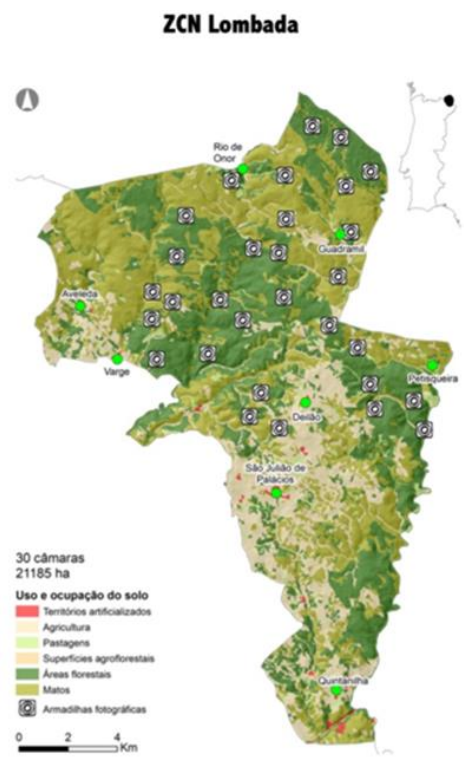 ZCN Lombada
Rio de
Onor
Guadramil
Aveleda
Varge
Petisqueira
Deilão
São Julião de
Palácios
30 câmaras
21185 ha
Uso e ocupação do solo
Territórios artificializados
Agricultura
Pastagens
Superfícies agroflorestais
Áreas florestais
Matos
Armadilhas fotográficas
Quintanilha
0 2 4
Km